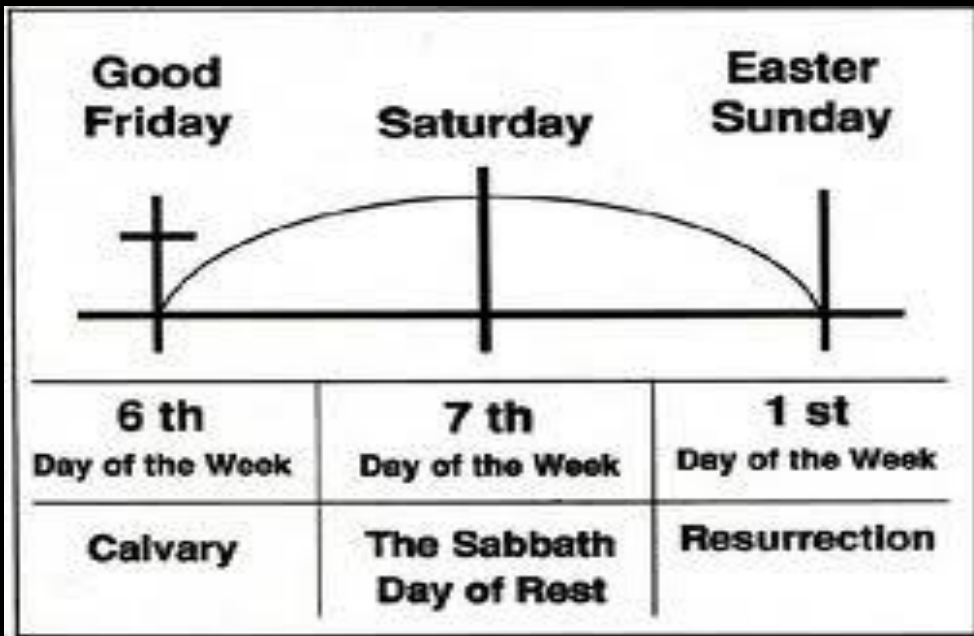 Good
Friday
Saturday
Easter
Sunday
6 th
Day of the Week
7 th
Day of the Week
1 st
Day of the Week
Calvary
The Sabbath
Day of Rest
Resurrection